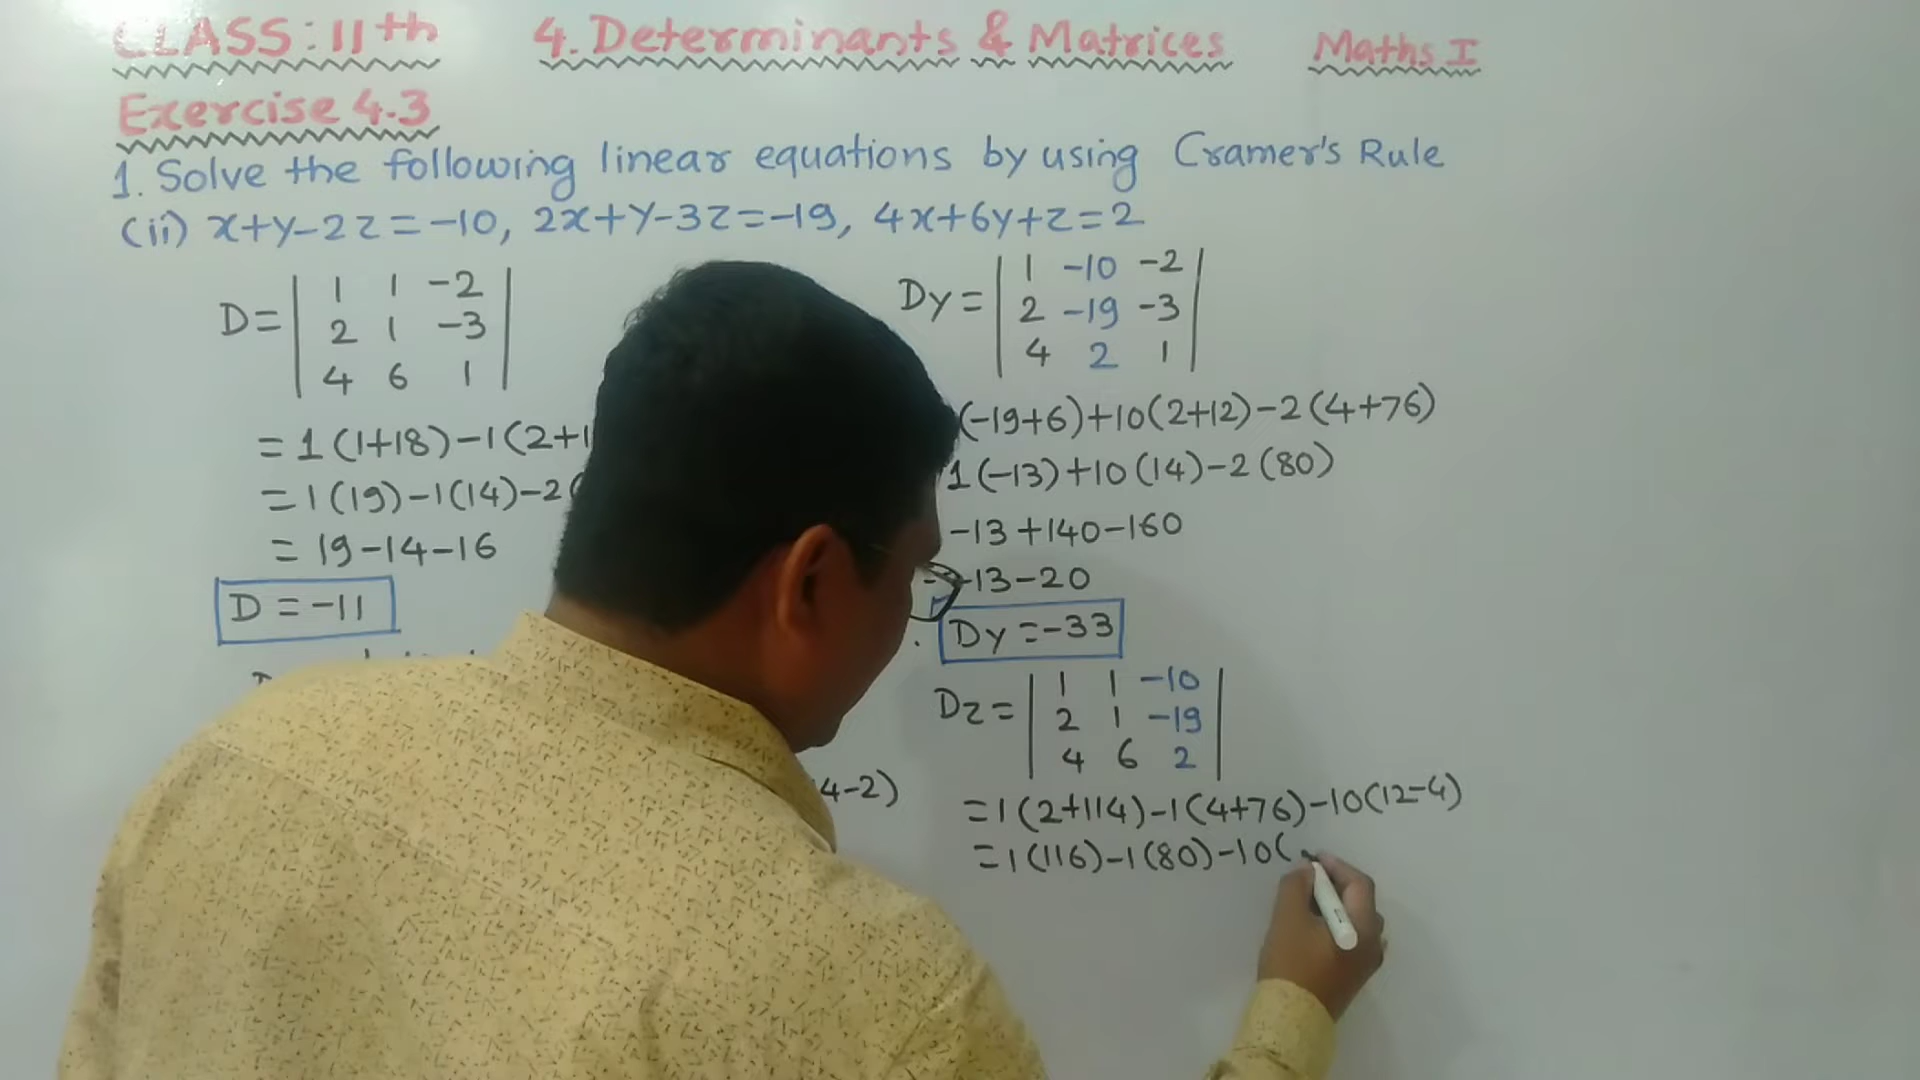 CLASS : 11th 4. Determinants & Matrices Maths I
Exercise 4.3
1. Solve the following linear equations by using Cramer's Rule
(ii) x+y-2z=-10, 2x+y-3z=-19, 4x+6y+z=2
D= | 1 1 -2 |
| 2 1 -3 |
| 4 6 1 |
= 1(1+18)-1(2+1
= 1(19)-1(14)-2(
= 19-14-16
D = -11
4-2)
Dy = | 1 -10 -2 |
| 2 -19 -3 |
| 4 2 1 |
(-19+6)+10(2+12)-2(4+76)
1(-13)+10(14)-2(80)
-13+140-160
-13-20
Dy = -33
Dz = | 1 1 -10 |
| 2 1 -19 |
| 4 6 2 |
=1(2+114)-1(4+76)-10(12-4)
=1(116)-1(80)-10(